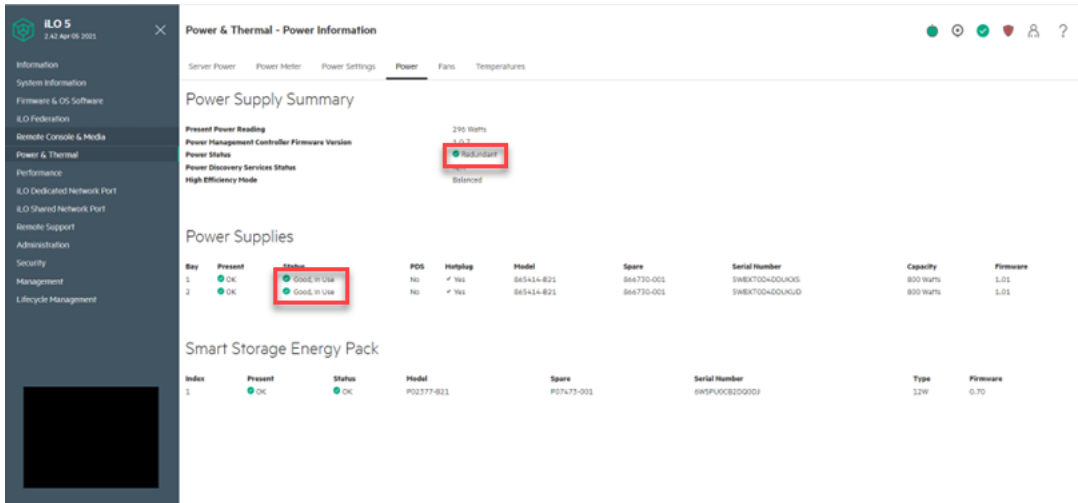 iLO 5
2.42 Apr 05 2021
Information
System Information
Firmware & OS Software
iLO Federation
Remote Console & Media
Power & Thermal
Performance
iLO Dedicated Network Port
iLO Shared Network Port
Remote Support
Administration
Security
Management
Lifecycle Management
Power & Thermal - Power Information
?
Server Power Power Meter Power Settings Power Fans Temperatures
Power Supply Summary
Present Power Reading 296 Watts
Power Management Controller Firmware Version 1.0.7
Power Status Redundant
Power Discovery Services Status
High Efficiency Mode Balanced
Power Supplies
Bay Present Status PDS Hotplug Model Spare Serial Number Capacity Firmware
1 OK Good, In Use No Yes 865414-B21 866730-001 800 Watts 1.01
2 OK Good, In Use No Yes 865414-B21 866730-001 800 Watts 1.01
Smart Storage Energy Pack
Index Present Status Model Spare Serial Number Type Firmware
1 OK OK P02377-B21 P07473-001 12W 0.70